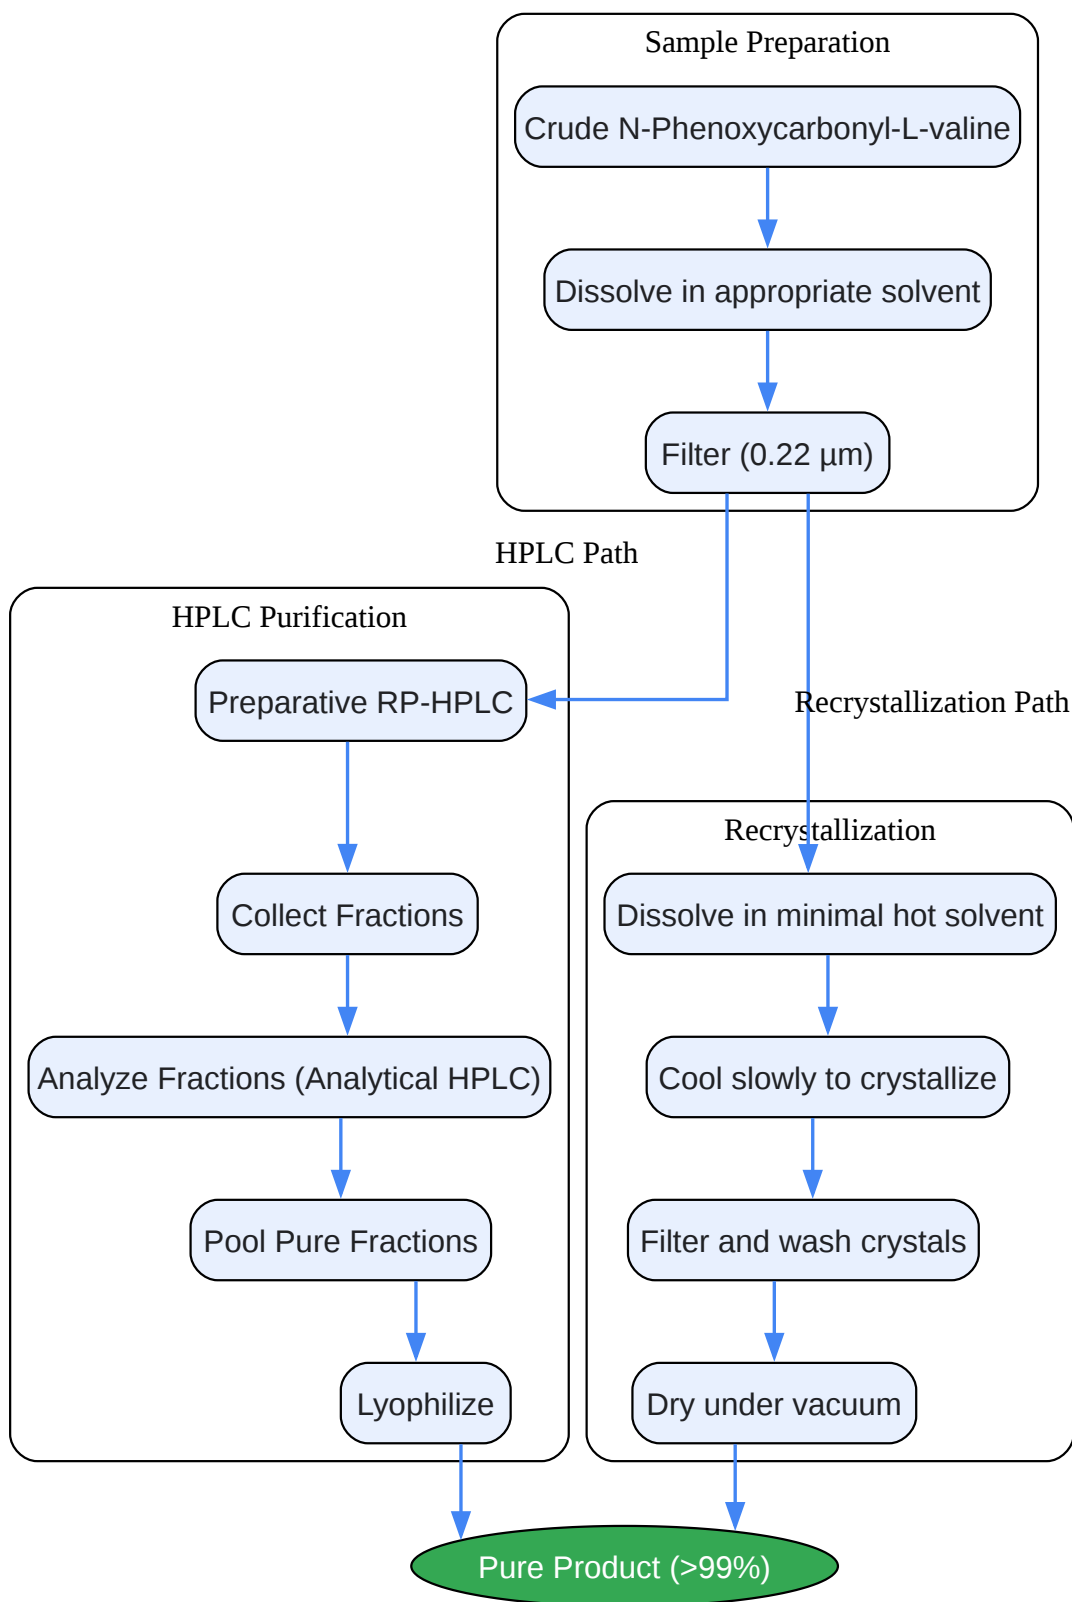 Sample Preparation
Crude N-Phenoxycarbonyl-L-valine
Dissolve in appropriate solvent
Filter (0.22 µm)
HPLC Path
Recrystallization Path
HPLC Purification
Preparative RP-HPLC
Collect Fractions
Analyze Fractions (Analytical HPLC)
Pool Pure Fractions
Lyophilize
Recrystallization
Dissolve in minimal hot solvent
Cool slowly to crystallize
Filter and wash crystals
Dry under vacuum
Pure Product (>99%)